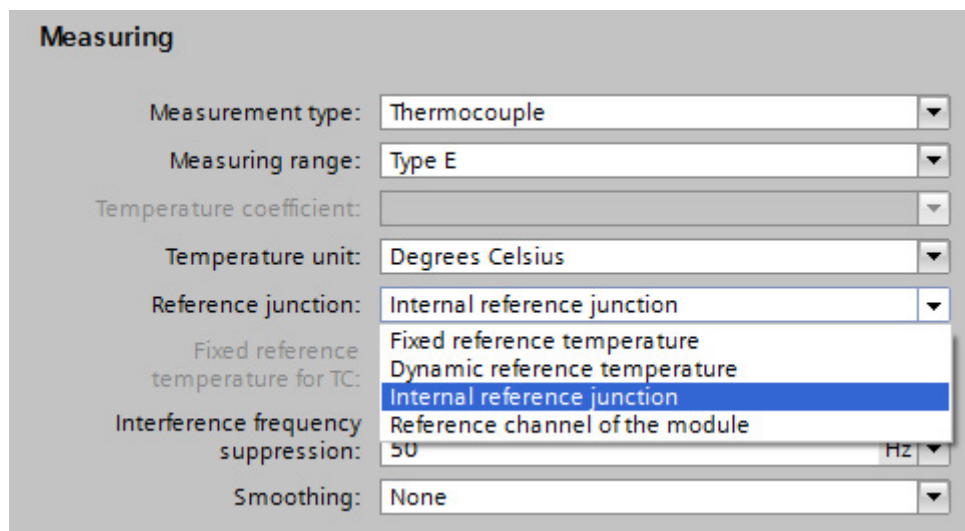 Measuring
Measurement type: Thermocouple
Measuring range: Type E
Temperature coefficient:
Temperature unit: Degrees Celsius
Reference junction: Internal reference junction
Fixed reference temperature
Fixed reference
temperature for TC:
Dynamic reference temperature
Internal reference junction
Reference channel of the module
Interference frequency
suppression: 50 Hz
Smoothing: None